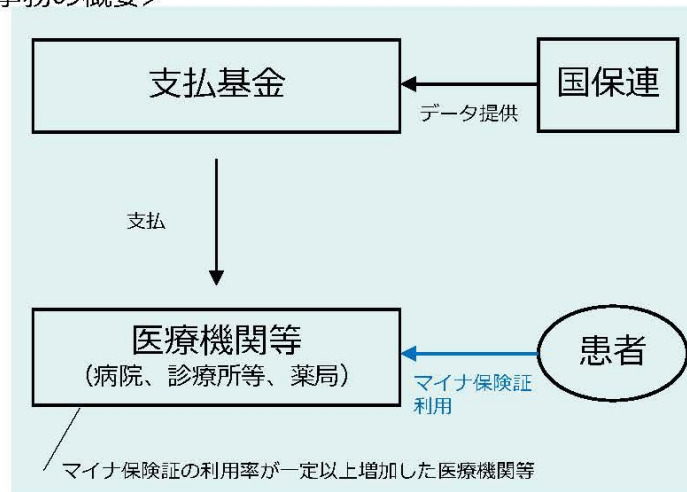 事務の概要＞
支払基金
国保連
データ提供
支払
医療機関等
（病院、診療所等、薬局）
患者
マイナ保険証
利用
マイナ保険証の利用率が一定以上増加した医療機関等